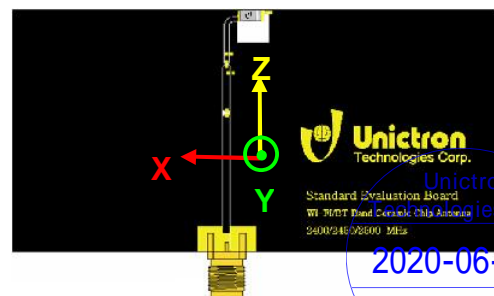 Z
X
Y
Unictron
Technologies Corp.
Standard Evaluation Board
WI-FI/BT Band Ceramic Chip Antenna
2400/2450/2500 MHz
Unictro
Technologie
2020-06-